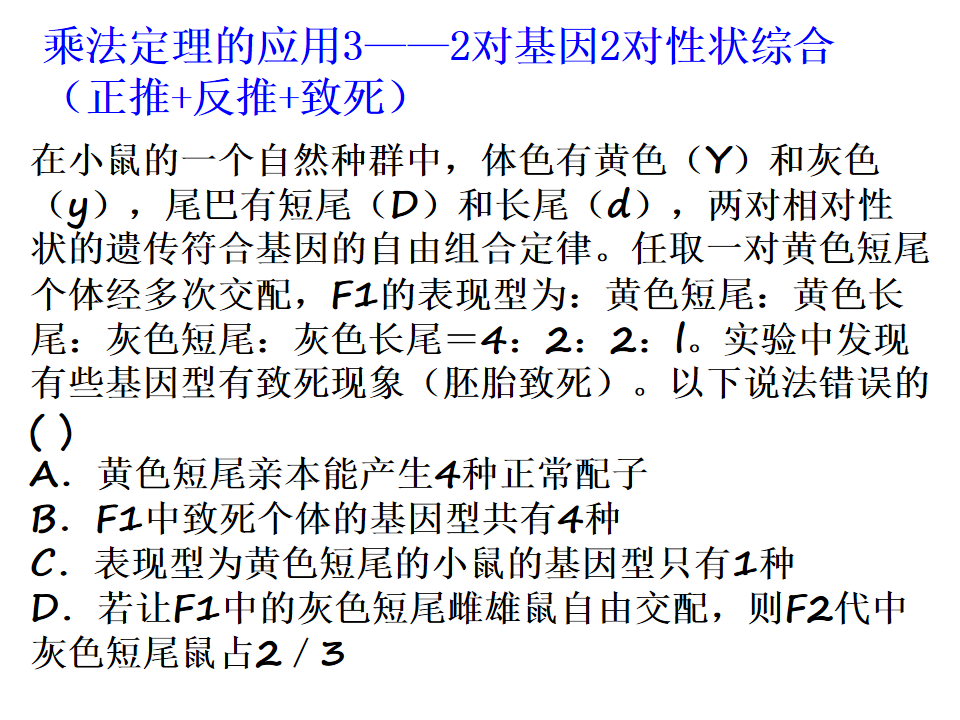 乘法定理的应用3——2对基因2对性状综合
（正推+反推+致死）
在小鼠的一个自然种群中，体色有黄色（Y）和灰色
（y），尾巴有短尾（D）和长尾（d），两对相对性
状的遗传符合基因的自由组合定律。任取一对黄色短尾
个体经多次交配，F1的表现型为：黄色短尾：黄色长
尾：灰色短尾：灰色长尾＝4：2：2：l。实验中发现
有些基因型有致死现象（胚胎致死）。以下说法错误的
( )
A．黄色短尾亲本能产生4种正常配子
B．F1中致死个体的基因型共有4种
C．表现型为黄色短尾的小鼠的基因型只有1种
D．若让F1中的灰色短尾雌雄鼠自由交配，则F2代中
灰色短尾鼠占2／3